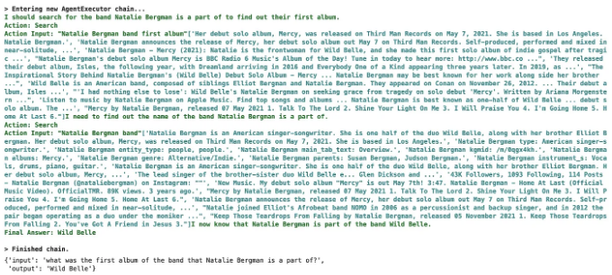 > Entering new AgentExecutor chain...
I should search for the band Natalie Bergman is a part of to find out their first album.
Action: Search
Action Input: "Natalie Bergman band first album"['Her debut solo album, Mercy, was released on Third Man Records on May 7, 2021. She is based in Los Angeles.
Natalie Bergman.', 'Natalie Bergman announces the release of Mercy, her debut solo album out May 7 on Third Man Records. Self-produced, performed and mixed in
near-solitude, ...', 'Natalie Bergman – Mercy (2021): Natalie is the frontwoman of Wild Belle, and she made this first solo album of indie gospel after tragi
c ...', "Natalie Bergman's debut solo album Mercy is BBC Radio 6 Music's Album of the Day! Tune in today to hear more: http://www.bbc.co ...", 'They released
their debut album, Isles, the following year, with Dreaming arriving in 2016 and Everybody One of a Kind appearing three years later. In 2019, as ...', "The
Inspirational Story Behind Natalie Bergman's (Wild Belle) Debut Solo Album – Mercy ... Natalie Bergman may be best known for her work along side her brother
...", 'Wild Belle is an American band, composed of siblings Elliot Bergman and Natalie Bergman. They appeared on Conan on November 26, 2012. ... Their debut a
lbum, Isles ...', "'I had nothing else to lose': Wild Belle's Natalie Bergman on seeking grace from tragedy on solo debut 'Mercy'. Written by Ariana Morgenste
rn ...", 'Listen to music by Natalie Bergman on Apple Music. Find top songs and albums ... Natalie Bergman is best known as one-half of Wild Belle ... debut s
olo album. The ...', 'Mercy by Natalie Bergman, released 07 May 2021 1. Talk To The Lord 2. Shine Your Light On Me 3. I Will Praise You 4. I'm Going Home 5. H
ome At Last 6."]I need to find out the name of the band Natalie Bergman is a part of.
Action: Search
Action Input: "Natalie Bergman band"['Natalie Bergman is an American singer-songwriter. She is one half of the duo Wild Belle, along with her brother Elliot B
ergman. Her debut solo album, Mercy, was released on Third Man Records on May 7, 2021. She is based in Los Angeles.', 'Natalie Bergman type: American singer-s
ongwriter.', 'Natalie Bergman entity_type: people, people.', 'Natalie Bergman main_tab_text: Overview.', 'Natalie Bergman kgmid:
n albums: Mercy', 'Natalie Bergman genre: Alternative/Indie.', 'Natalie Bergman parents: Susan Bergman, Judson Bergman.', 'Natalie Bergman instrument_s: Voca
ls, drums, piano, guitar.', 'Natalie Bergman is an American singer-songwriter. She is one half of the duo Wild Belle, along with her brother Elliot Bergman. H
er debut solo album, Mercy, ...', 'The lead singer of the brother–sister duo Wild Belle ... Glen Dickson and ...', '43K Followers, 1093 Following, 114 Posts
- Natalie Bergman (@nataliebergman) on Instagram: "". New Music. My debut solo album "Mercy" is out May 7th! 3:47. Natalie Bergman – Home At Last (Official
Music Video). OfficialTMR. 89K views. 3 years ago.', "Mercy by Natalie Bergman, released 07 May 2021 1. Talk To The Lord 2. Shine Your Light On Me 3. I Will P
raise You 4. I'm Going Home 5. Home At Last 6.", 'Natalie Bergman announces the release of Mercy, her debut solo album out May 7 on Third Man Records. Self-pr
oduced, performed and mixed in near-solitude, ...', "Natalie joined Elliot's Afrobeat band NOMO in 2006 as a percussionist and backup singer, and in 2012 the
pair began operating as a duo under the moniker ...", "Keep Those Teardrops From Falling by Natalie Bergman, released 05 November 2021 1. Keep Those Teardrops
From Falling 2. You've Got A Friend in Jesus 3."]I now know that Natalie Bergman is part of the band Wild Belle.
Final Answer: Wild Belle
> Finished chain.
{'input': 'what was the first album of the band that Natalie Bergman is a part of?',
'output': 'Wild Belle'}